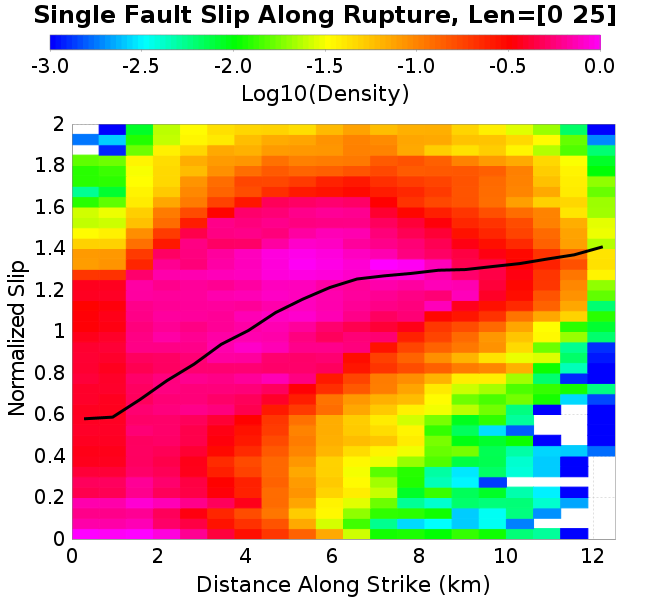 Single Fault Slip Along Rupture, Len=[0 25]
-3.0 -2.5 -2.0 -1.5 -1.0 -0.5 0.0
Log10(Density)
2
1.8
1.6
1.4
1.2
1
0.8
0.6
0.4
0.2
0
Normalized Slip
0 2 4 6 8 10 12
Distance Along Strike (km)